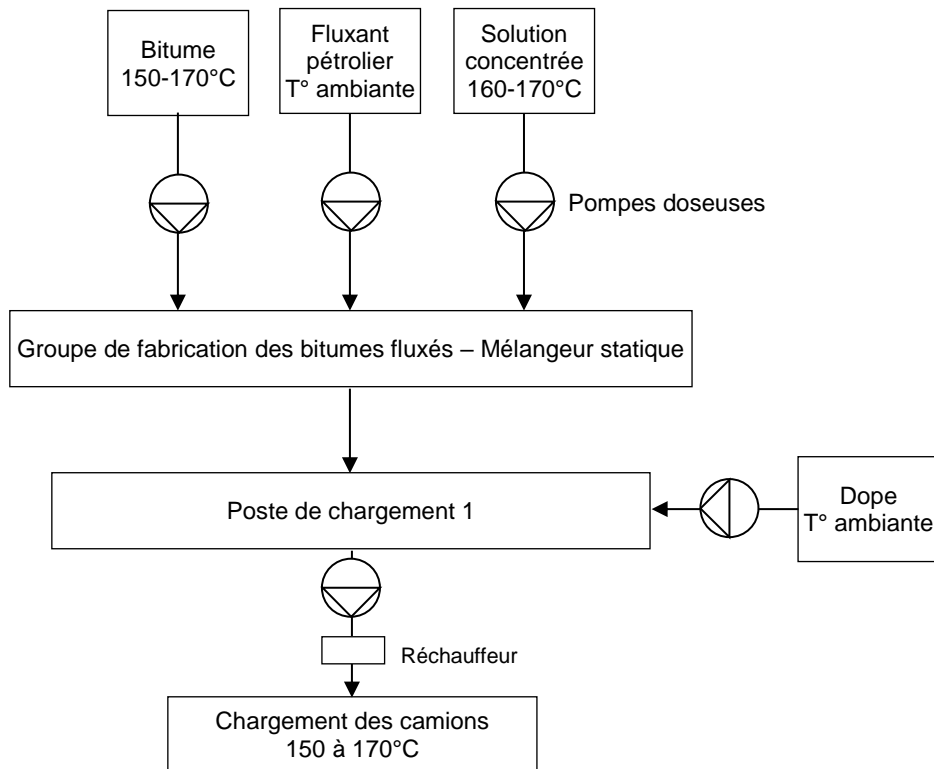 Bitume
150-170°C
Fluxant
pétrolier
T° ambiante
Solution
concentrée
160-170°C
Pompes doseuses
Groupe de fabrication des bitumes fluxés – Mélangeur statique
Poste de chargement 1
Dope
T° ambiante
Réchauffeur
Chargement des camions
150 à 170°C